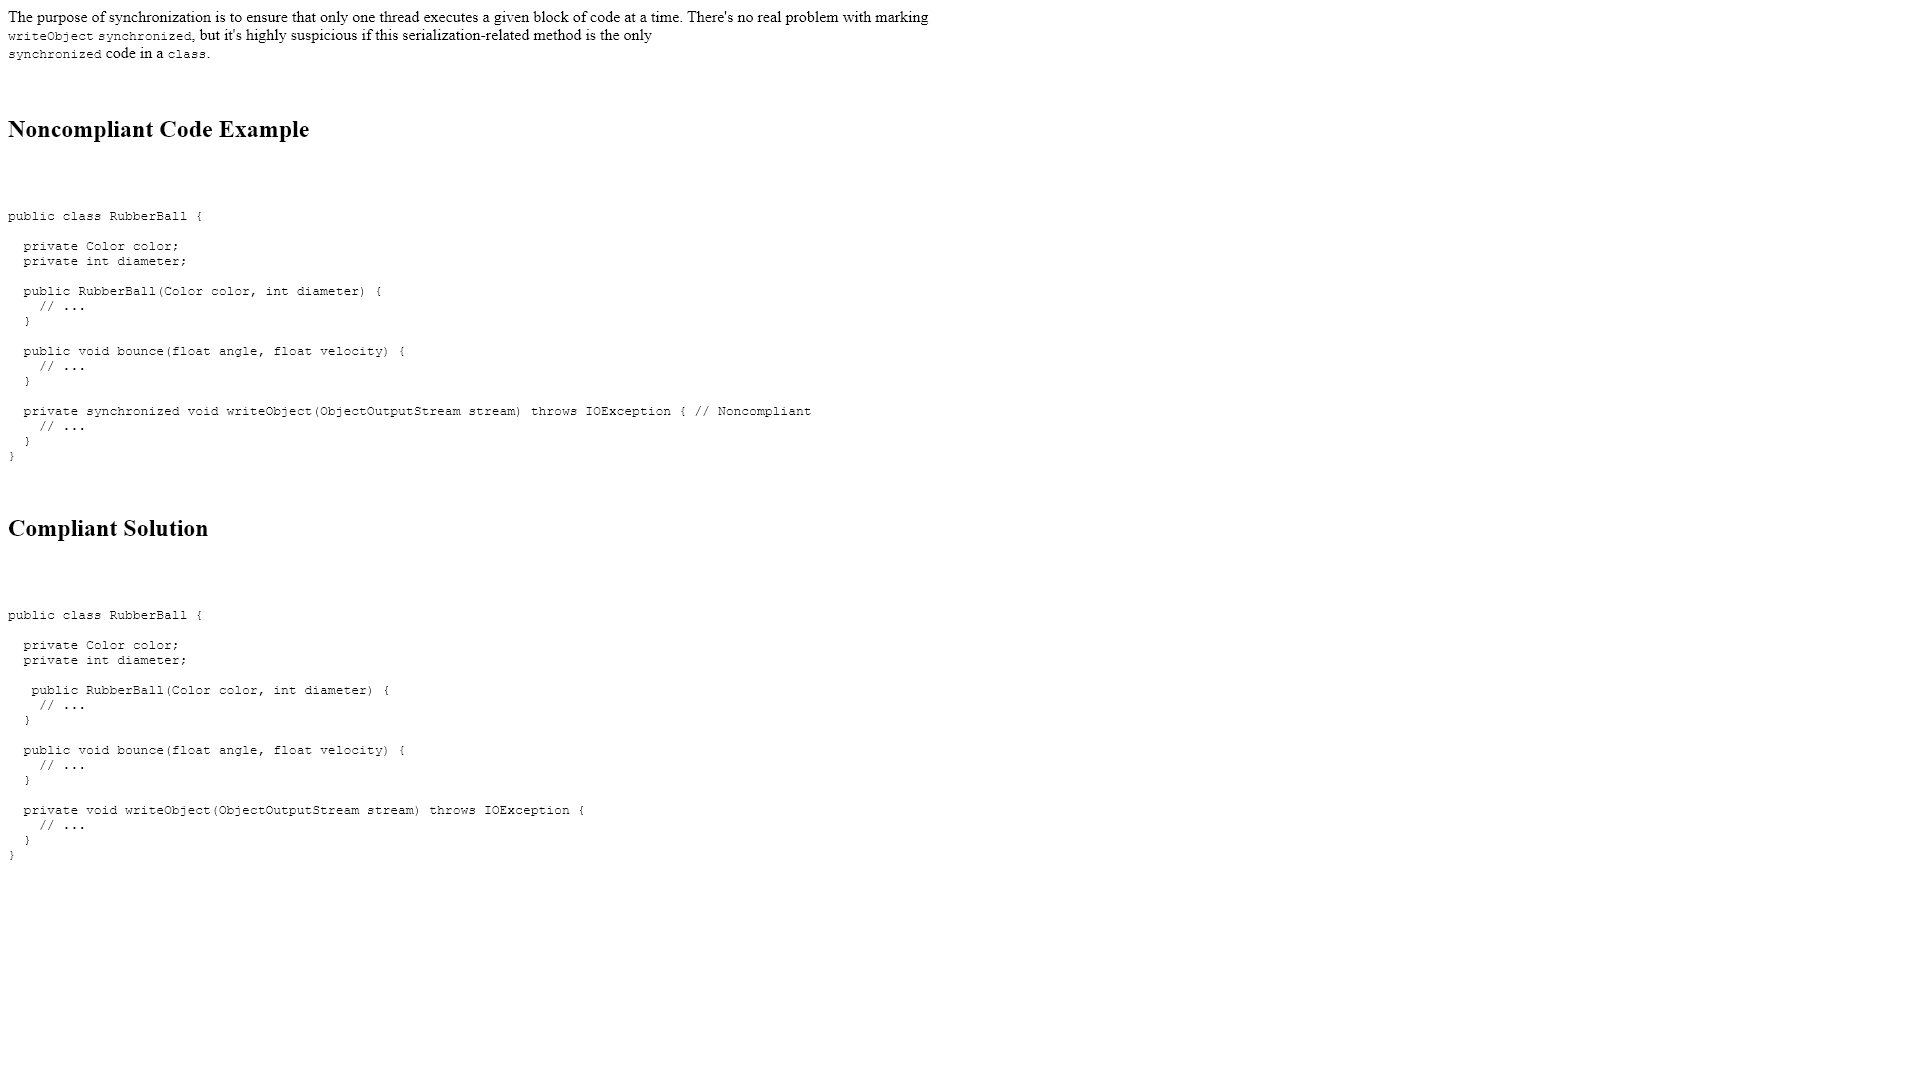 The purpose of synchronization is to ensure that only one thread executes a given block of code at a time. There's no real problem with marking
writeObject synchronized, but it's highly suspicious if this serialization-related method is the only
synchronized code in a class.
Noncompliant Code Example
public class RubberBall {
  private Color color;
  private int diameter;
  public RubberBall(Color color, int diameter) {
    // ...
  }
  public void bounce(float angle, float velocity) {
    // ...
  }
  private synchronized void writeObject(ObjectOutputStream stream) throws IOException { // Noncompliant
    // ...
  }
}
Compliant Solution
public class RubberBall {
  private Color color;
  private int diameter;
   public RubberBall(Color color, int diameter) {
    // ...
  }
  public void bounce(float angle, float velocity) {
    // ...
  }
  private void writeObject(ObjectOutputStream stream) throws IOException {
    // ...
  }
}